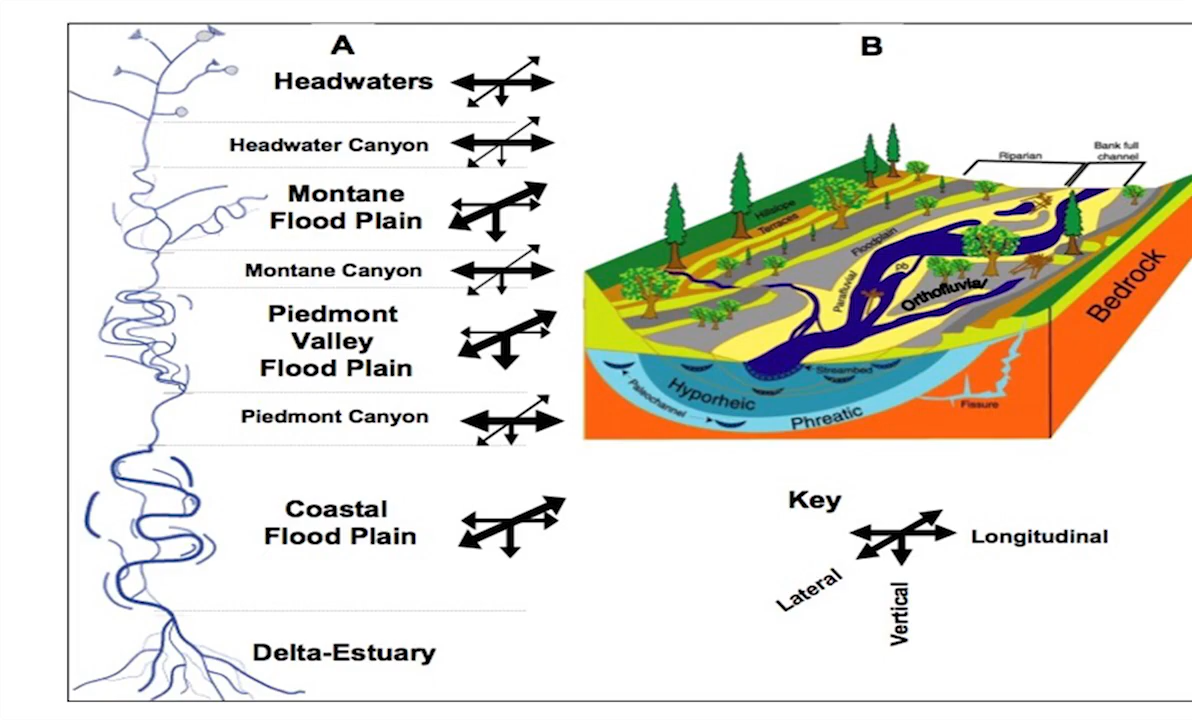 A
Headwaters
Headwater Canyon
Montane
Flood Plain
Montane Canyon
Piedmont
Valley
Flood Plain
Piedmont Canyon
Coastal
Flood Plain
Delta-Estuary
B
Riparian
Bank full
channel
Hillslope
Terraces
Floodplain
Parafluvial
Pb
Orthofluvial
Bedrock
Streambed
Hyporheic
Paleochannel
Phreatic
Fissure
Key
Longitudinal
Lateral
Vertical